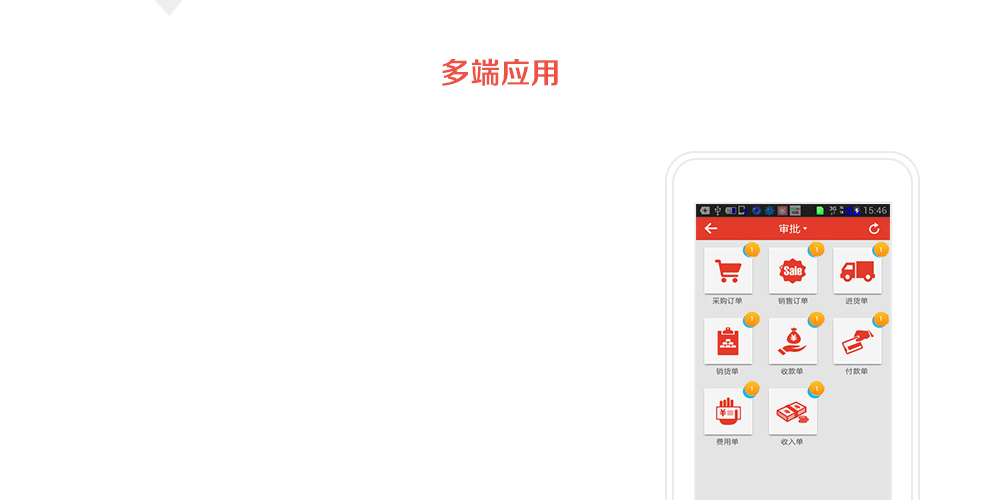 多端应用
3G 15:46
审批
1 1 1
Sale
采购订单 销售订单 进货单
1 1 1
销货单 收款单 付款单
1 1
费用单 收入单